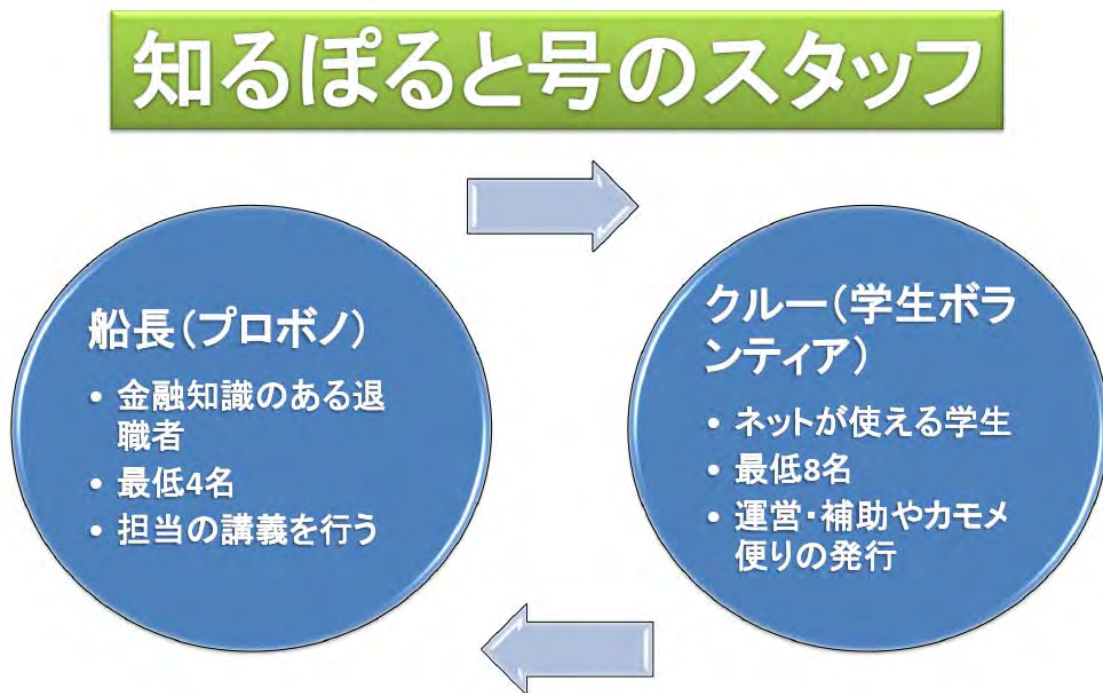 知るぽると号のスタッフ
船長(プロボノ)
• 金融知識のある退
職者
• 最低4名
• 担当の講義を行う
クルー(学生ボラ
ンティア)
• ネットが使える学生
• 最低8名
• 運営・補助やカモメ
便りの発行